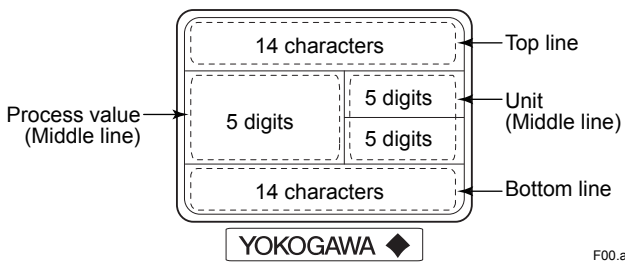 14 characters
Top line
Process value
(Middle line)
5 digits
5 digits
5 digits
Unit
(Middle line)
14 characters
Bottom line
YOKOGAWA
F00.a